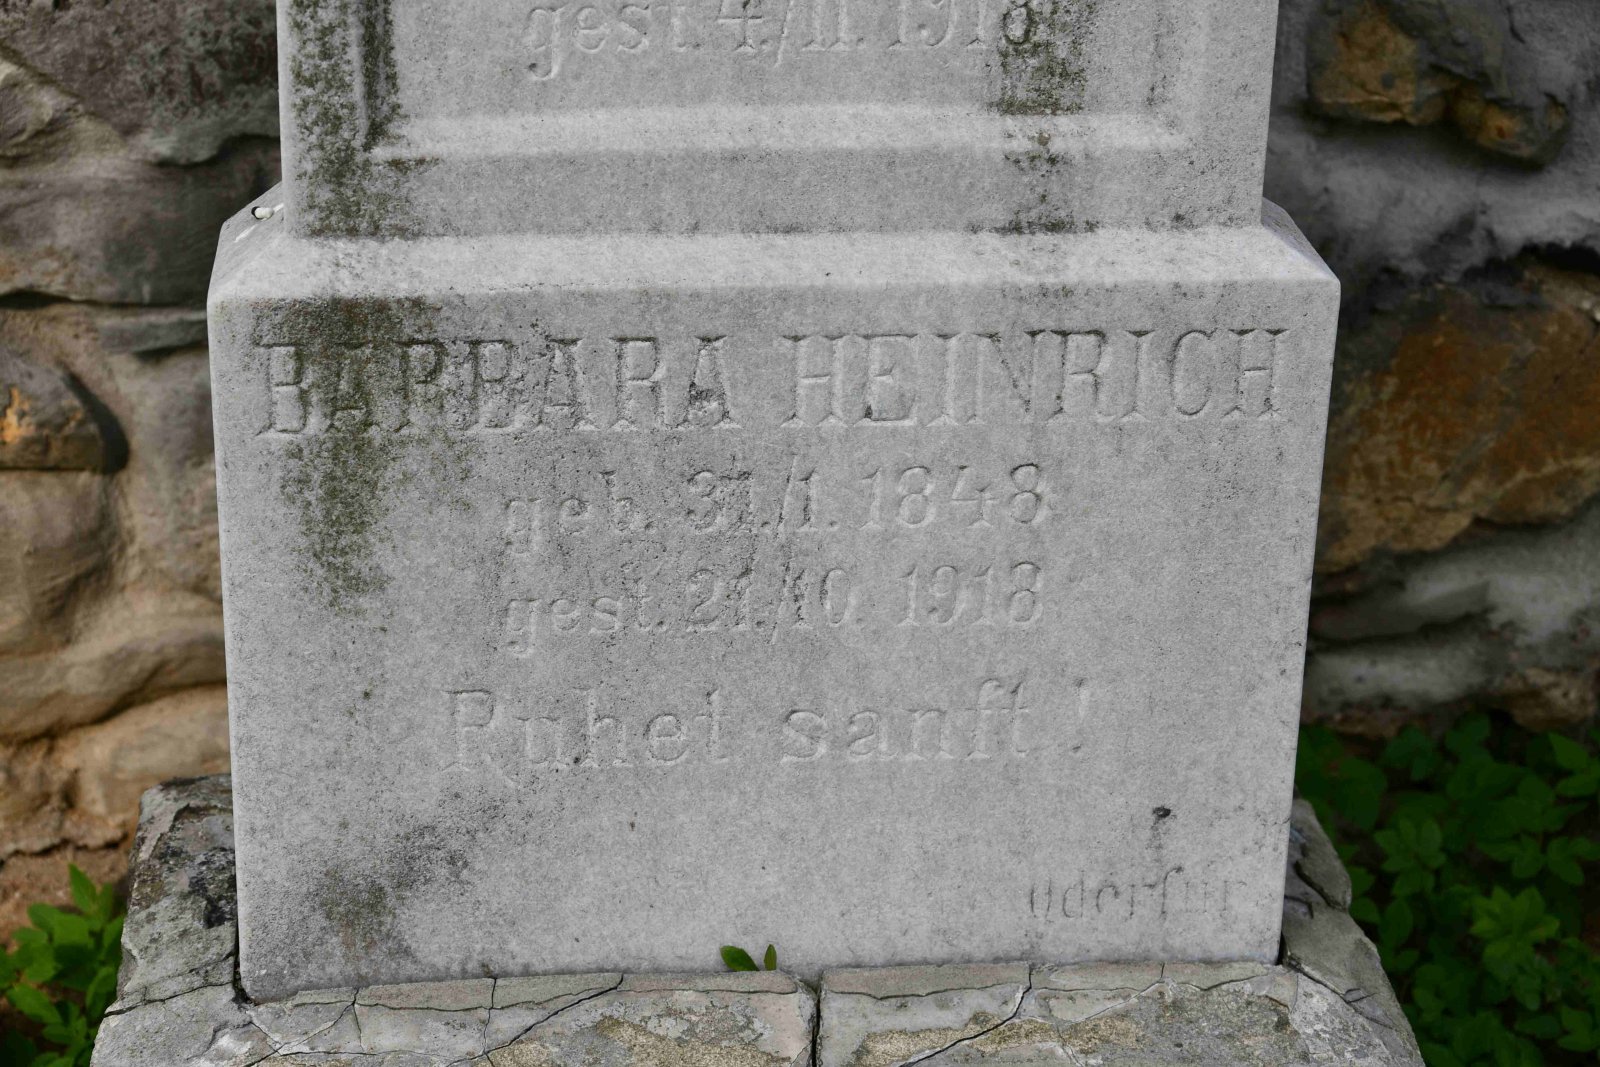 gest. 4./11. 1918
BARBARA HEINRICH
geb. 31./1. 1848
gest. 21./10. 1918
Ruhet sanft!